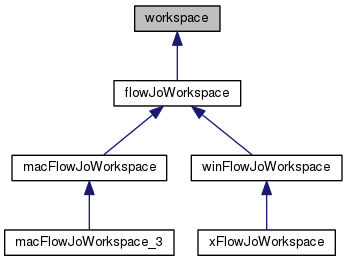 workspace
flowJoWorkspace
macFlowJoWorkspace
winFlowJoWorkspace
macFlowJoWorkspace_3
xFlowJoWorkspace